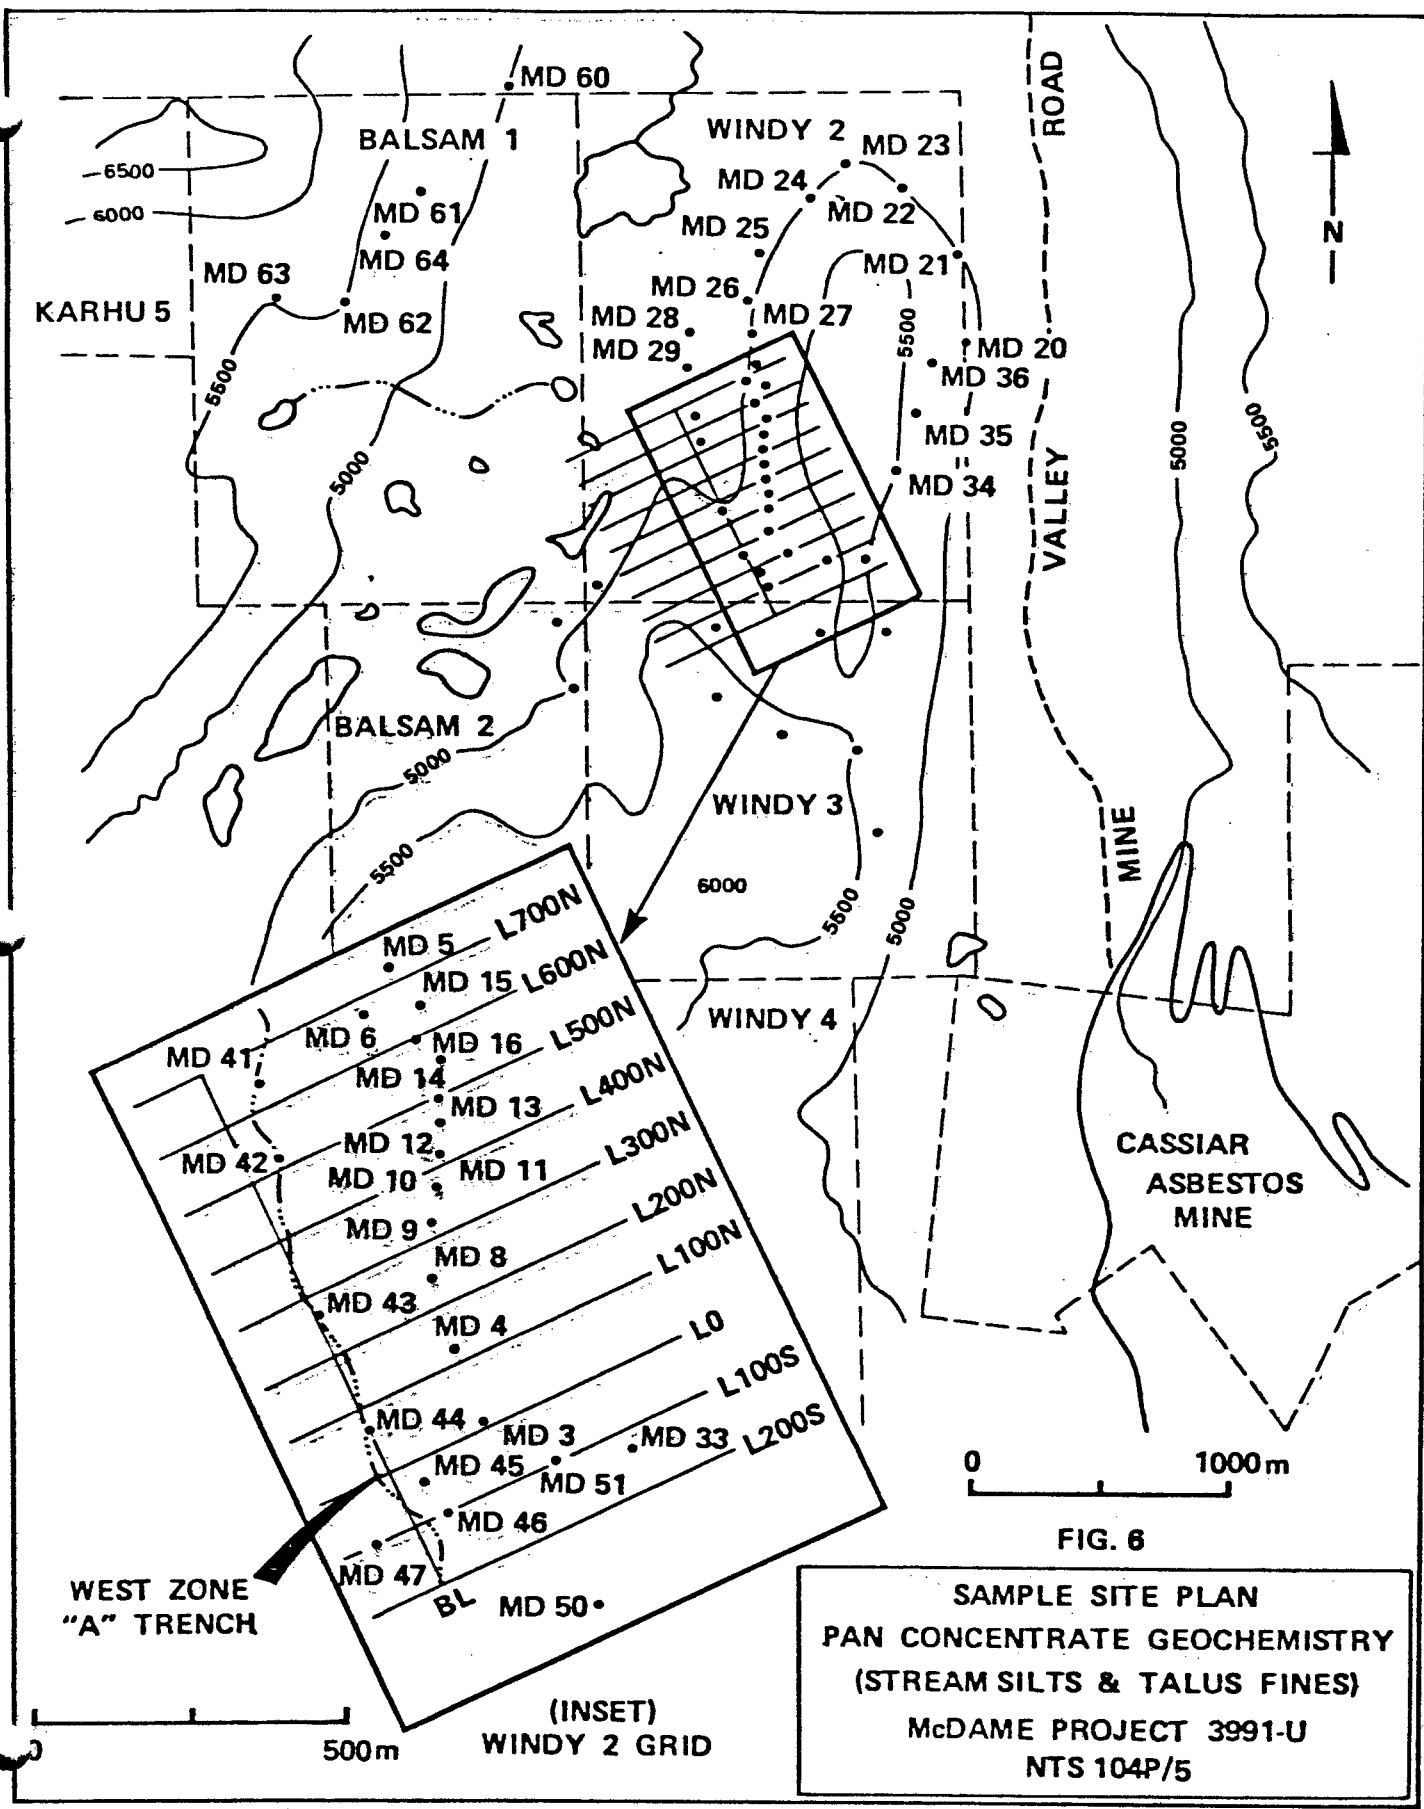 MD 60
ROAD
BALSAM 1
WINDY 2
MD 23
6500
MD 24
6000
MD 61
MD 22
MD 25
N
MD 64
MD 21
MD 63
MD 26
KARHU 5
MD 62
MD 28
MD 27
5500
MD 29
MD 20
MD 36
5500
5500
MD 35
5000
5000
MD 34
VALLEY
BALSAM 2
5000
WINDY 3
MINE
5500
6000
5500
5000
L700N
MD 5
L600N
MD 15
WINDY 4
L500N
MD 6
MD 16
MD 41
MD 14
L400N
MD 13
L300N
MD 12
CASSIAR
ASBESTOS
MINE
MD 42
MD 10
MD 11
L200N
MD 9
L100N
MD 8
MD 43
MD 4
L0
L100S
MD 44
MD 3
MD 33
L200S
MD 45
MD 51
0 1000m
MD 46
FIG. 6
MD 47
BL
MD 50
WEST ZONE
"A" TRENCH
SAMPLE SITE PLAN
PAN CONCENTRATE GEOCHEMISTRY
(STREAM SILTS & TALUS FINES)
McDAME PROJECT 3991-U
NTS 104P/5
(INSET)
WINDY 2 GRID
0 500m